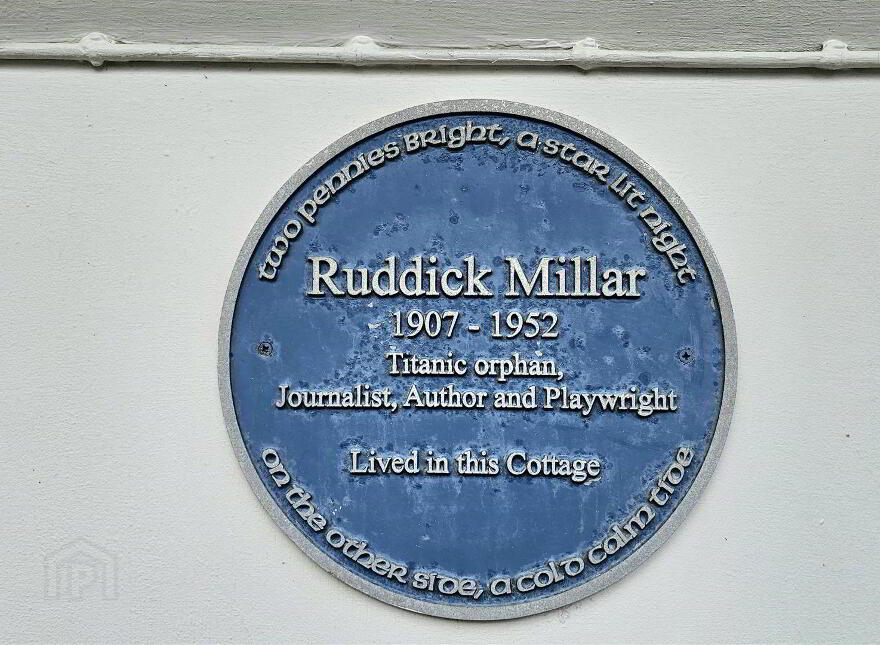 two pennies Bright, a star lit night
Ruddick Millar
1907 - 1952
Titanic orphan,
Journalist, Author and Playwright
Lived in this Cottage
on the other side, a cold calm tide